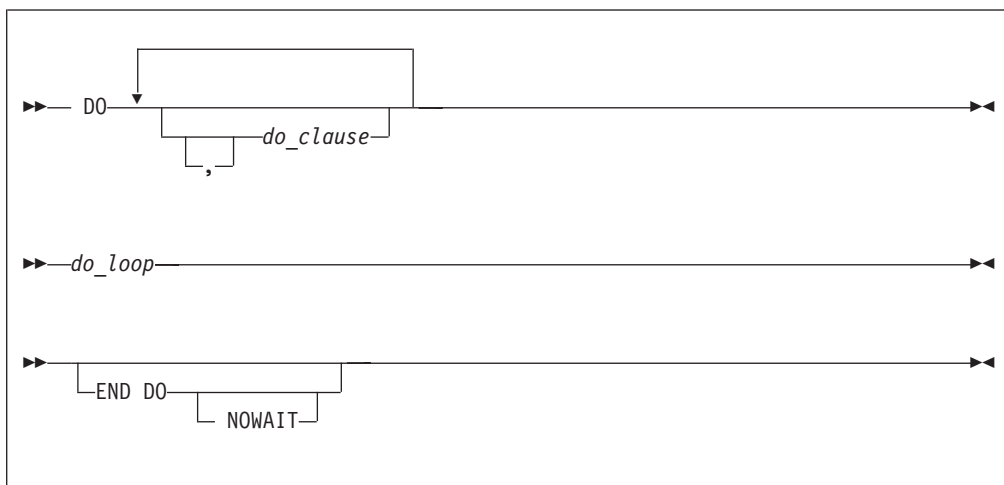 DO
do_clause
,
do_loop
END DO
NOWAIT